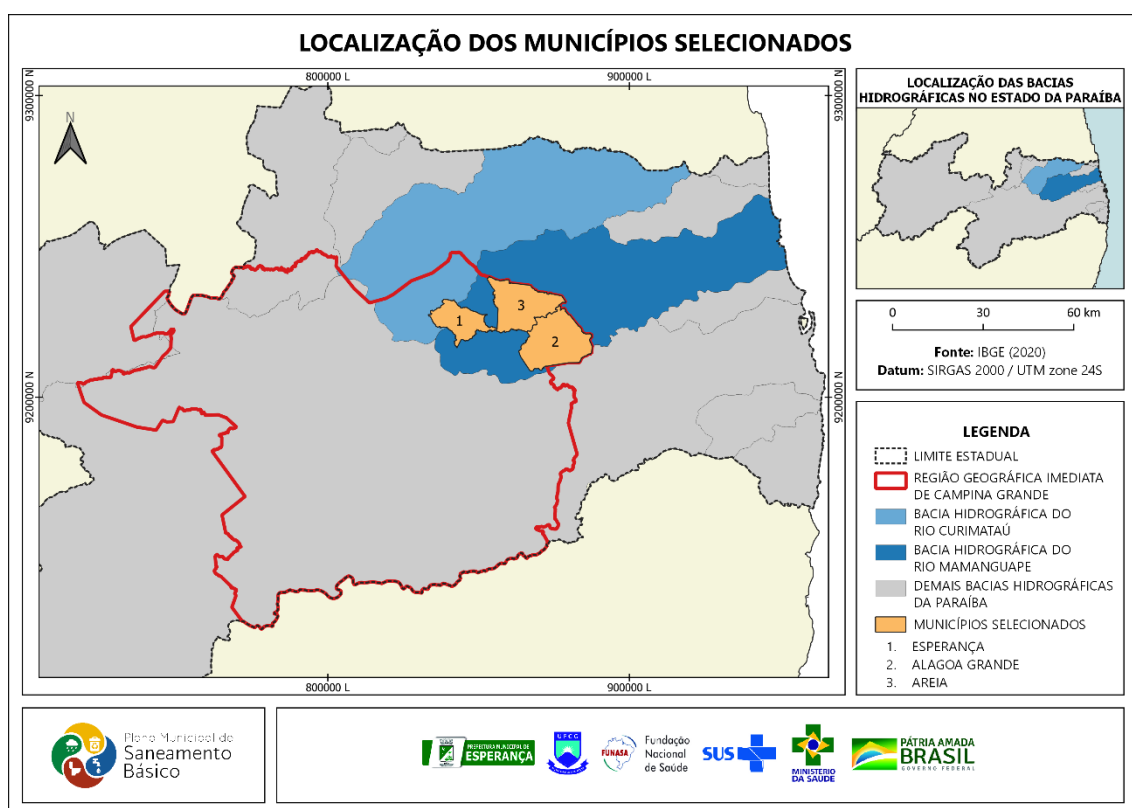 LOCALIZAÇÃO DOS MUNICÍPIOS SELECIONADOS
800000 L
900000 L
9300000 N
9300000 N
N
1
3
2
9200000 N
9200000 N
800000 L
900000 L
LOCALIZAÇÃO DAS BACIAS
HIDROGRÁFICAS NO ESTADO DA PARAÍBA
0 30 60 km
Fonte: IBGE (2020)
Datum: SIRGAS 2000 / UTM zone 24S
LEGENDA
LIMITE ESTADUAL
REGIÃO GEOGRÁFICA IMEDIATA
DE CAMPINA GRANDE
BACIA HIDROGRÁFICA DO
RIO CURIMATAÚ
BACIA HIDROGRÁFICA DO
RIO MAMANGUAPE
DEMAIS BACIAS HIDROGRÁFICAS
DA PARAÍBA
MUNICÍPIOS SELECIONADOS
1. ESPERANÇA
2. ALAGOA GRANDE
3. AREIA
Plano Municipal de
Saneamento
Básico
PREFEITURA MUNICIPAL DE
ESPERANÇA
UFCG
FUNASA
Fundação
Nacional
de Saúde
SUS
MINISTÉRIO
DA SAÚDE
PÁTRIA AMADA
BRASIL
GOVERNO FEDERAL